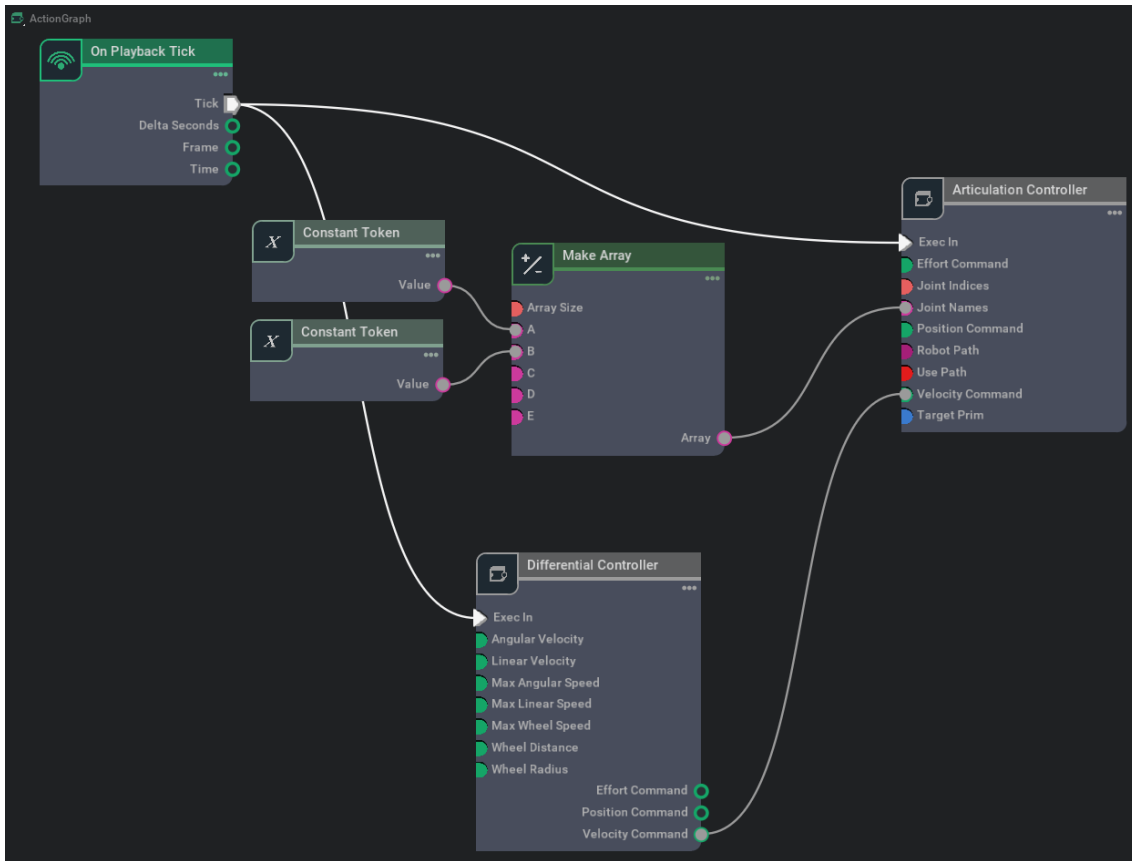 ActionGraph
On Playback Tick
Tick
Delta Seconds
Frame
Time
Constant Token
Value
Constant Token
Value
Make Array
Array Size
A
B
C
D
E
Array
Articulation Controller
Exec In
Effort Command
Joint Indices
Joint Names
Position Command
Robot Path
Use Path
Velocity Command
Target Prim
Differential Controller
Exec In
Angular Velocity
Linear Velocity
Max Angular Speed
Max Linear Speed
Max Wheel Speed
Wheel Distance
Wheel Radius
Effort Command
Position Command
Velocity Command